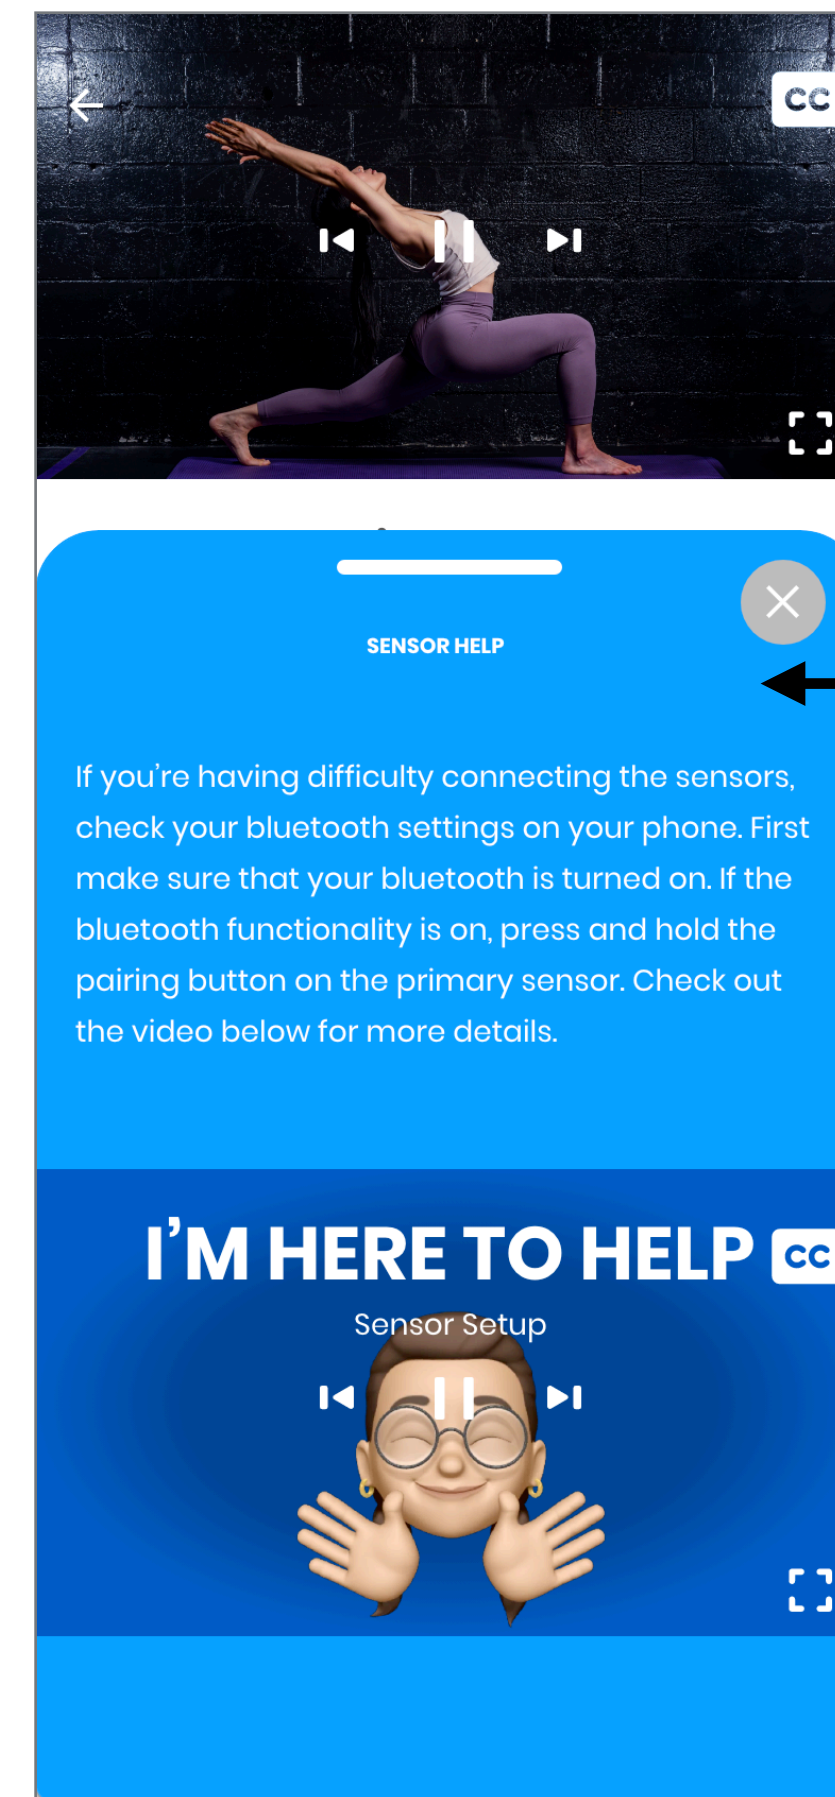 CC
SENSOR HELP
If you’re having difficulty connecting the sensors,
check your bluetooth settings on your phone. First
make sure that your bluetooth is turned on. If the
bluetooth functionality is on, press and hold the
pairing button on the primary sensor. Check out
the video below for more details.
I’M HERE TO HELP
CC
Sensor Setup